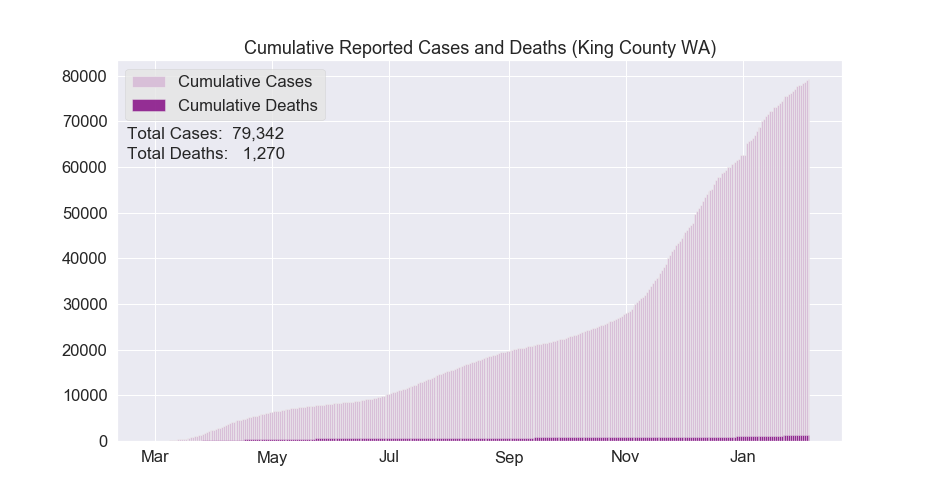 Cumulative Reported Cases and Deaths (King County WA)
80000
70000
60000
50000
40000
30000
20000
10000
0
Cumulative Cases
Cumulative Deaths
Total Cases: 79,342
Total Deaths: 1,270
Mar May Jul Sep Nov Jan